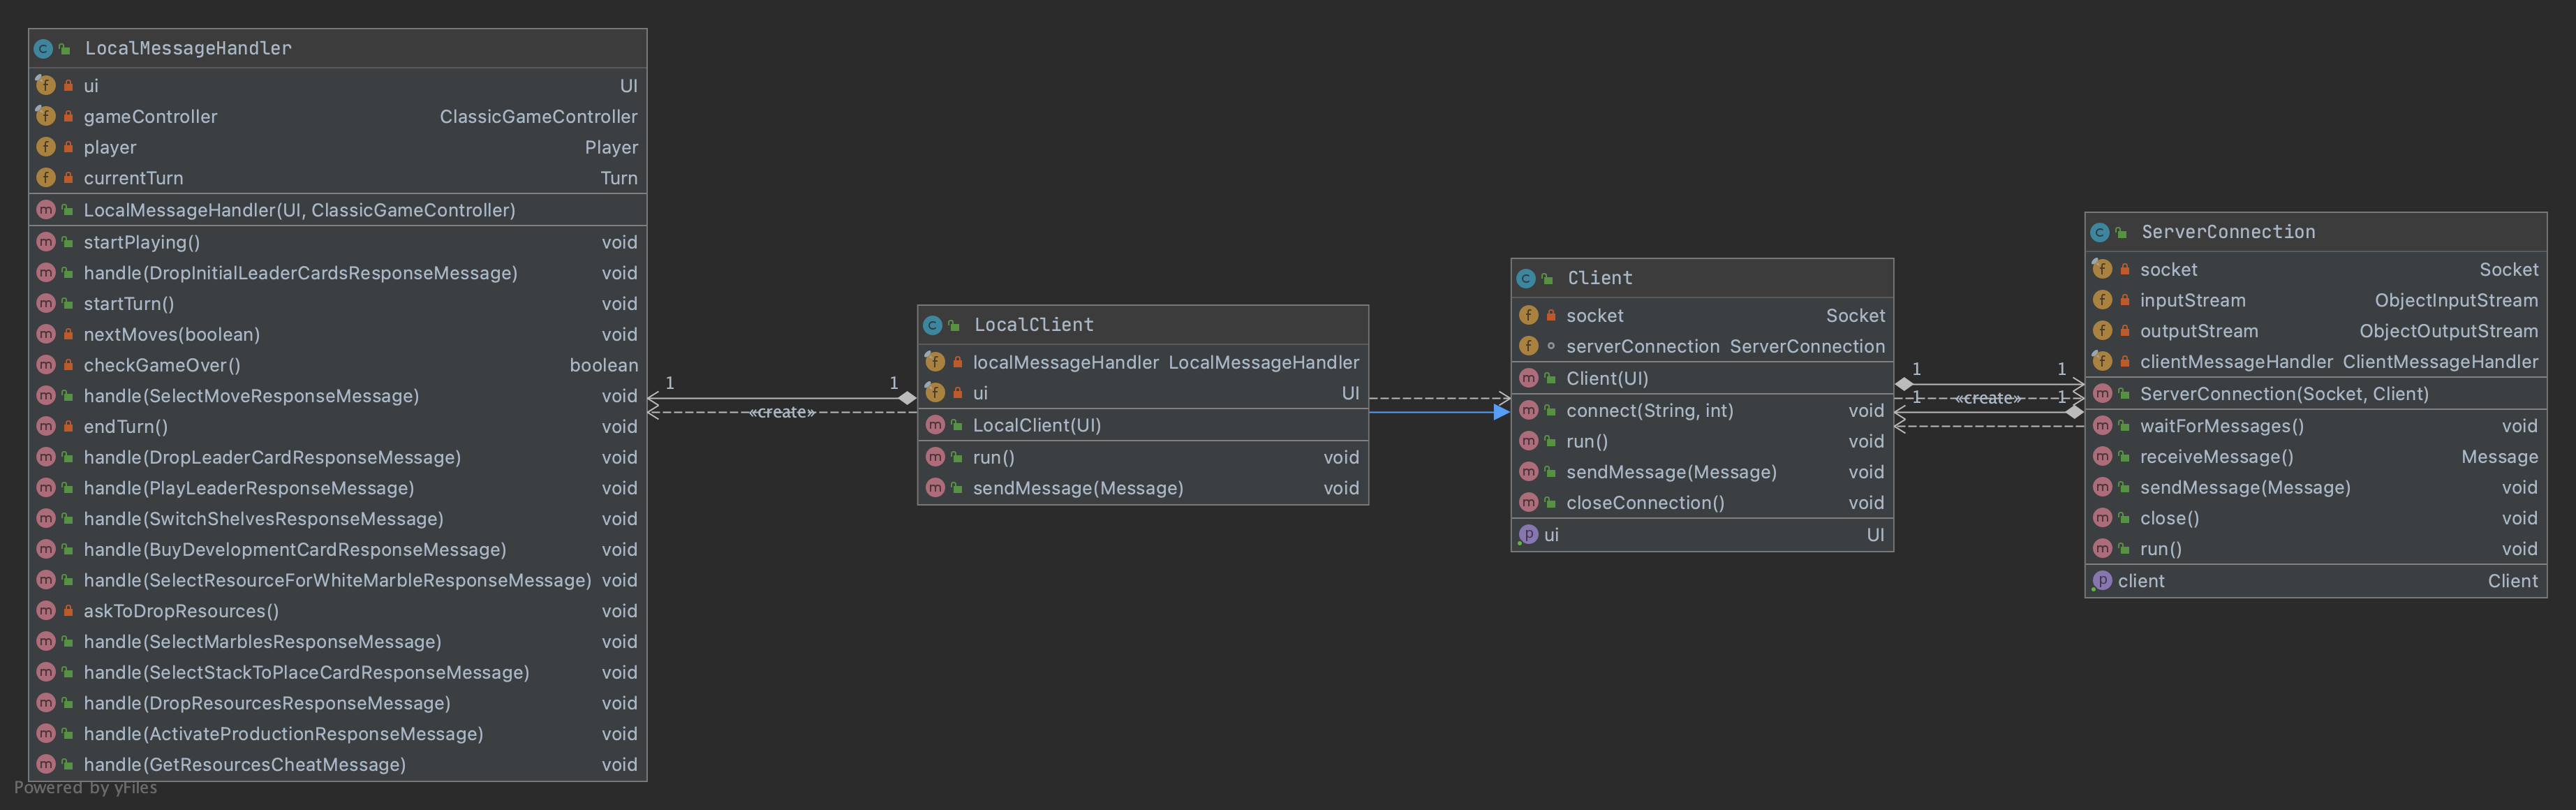 LocalMessageHandler
ui UI
gameController ClassicGameController
player Player
currentTurn Turn
LocalMessageHandler(UI, ClassicGameController)
startPlaying() void
handle(DropInitialLeaderCardsResponseMessage) void
startTurn() void
nextMoves(boolean) void
checkGameOver() boolean
handle(SelectMoveResponseMessage) void
endTurn() void
handle(DropLeaderCardResponseMessage) void
handle(PlayLeaderResponseMessage) void
handle(SwitchShelvesResponseMessage) void
handle(BuyDevelopmentCardResponseMessage) void
handle(SelectResourceForWhiteMarbleResponseMessage) void
askToDropResources() void
handle(SelectMarblesResponseMessage) void
handle(SelectStackToPlaceCardResponseMessage) void
handle(DropResourcesResponseMessage) void
handle(ActivateProductionResponseMessage) void
handle(GetResourcesCheatMessage) void
Powered by yFiles
1 1
«create»
LocalClient
localMessageHandler LocalMessageHandler
ui UI
LocalClient(UI)
run() void
sendMessage(Message) void
Client
socket Socket
serverConnection ServerConnection
Client(UI)
connect(String, int) void
run() void
sendMessage(Message) void
closeConnection() void
ui UI
1 1
1 «create» 1
ServerConnection
socket Socket
inputStream ObjectInputStream
outputStream ObjectOutputStream
clientMessageHandler ClientMessageHandler
ServerConnection(Socket, Client)
waitForMessages() void
receiveMessage() Message
sendMessage(Message) void
close() void
run() void
client Client